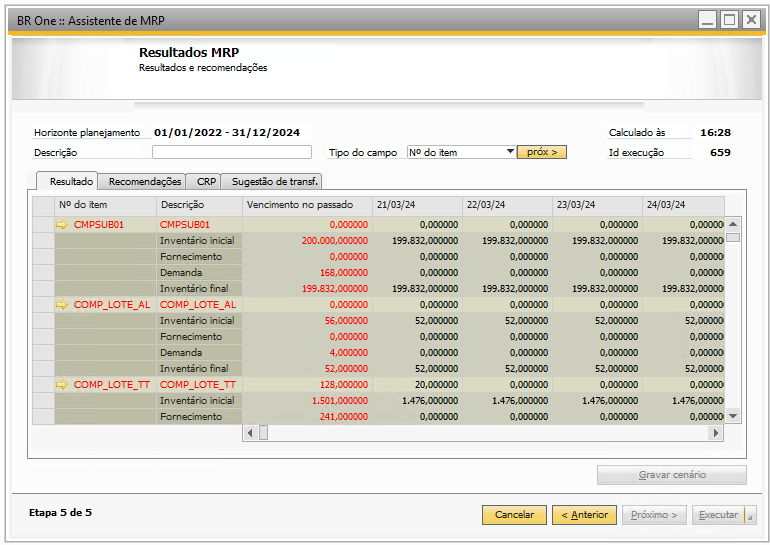 BR One :: Assistente de MRP
Resultados MRP
Resultados e recomendações
Horizonte planejamento 01/01/2022 - 31/12/2024 Calculado às 16:28
Descrição Tipo do campo Nº do item próx > Id execução 659
Resultado Recomendações CRP Sugestão de transf.
Nº do item Descrição Vencimento no passado 21/03/24 22/03/24 23/03/24 24/03/24
CMPSUB01 CMPSUB01 0,000000 0,000000 0,000000 0,000000 0,000000
Inventário inicial 200.000,000000 199.832,000000 199.832,000000 199.832,000000 199.832,00000
Fornecimento 0,000000 0,000000 0,000000 0,000000 0,000000
Demanda 168,000000 0,000000 0,000000 0,000000 0,000000
Inventário final 199.832,000000 199.832,000000 199.832,000000 199.832,000000 199.832,00000
COMP_LOTE_AL COMP_LOTE_AL 0,000000 0,000000 0,000000 0,000000 0,000000
Inventário inicial 56,000000 52,000000 52,000000 52,000000 52,000000
Fornecimento 0,000000 0,000000 0,000000 0,000000 0,000000
Demanda 4,000000 0,000000 0,000000 0,000000 0,000000
Inventário final 52,000000 52,000000 52,000000 52,000000 52,000000
COMP_LOTE_TT COMP_LOTE_TT 128,000000 20,000000 0,000000 0,000000 0,000000
Inventário inicial 1.501,000000 1.476,000000 1.476,000000 1.476,000000 1.476,000000
Fornecimento 241,000000 0,000000 0,000000 0,000000 0,000000
Gravar cenário
Etapa 5 de 5 Cancelar < Anterior Próximo > Executar